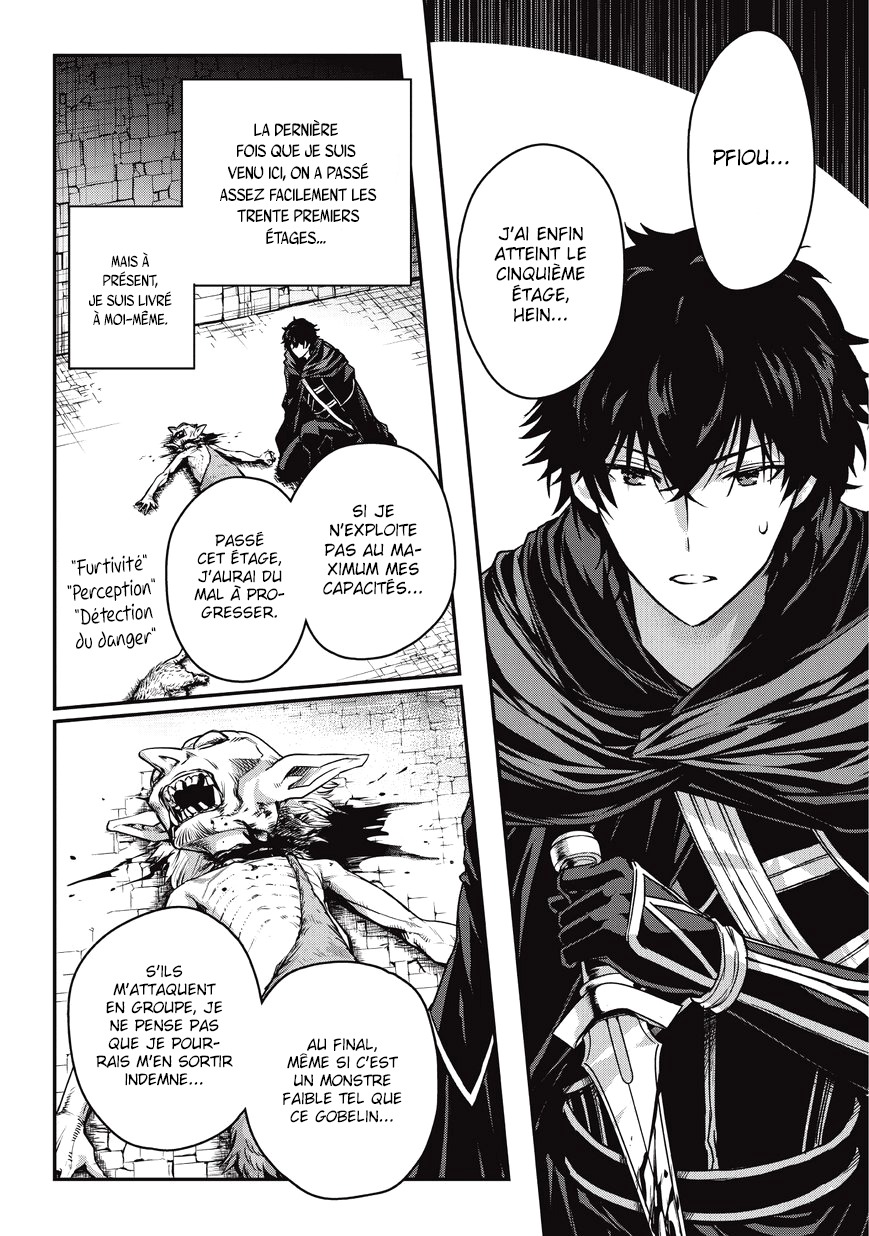 PFIOU...
J'AI ENFIN
ATTEINT LE
CINQUIÈME
ÉTAGE,
HEIN...
LA DERNIÈRE
FOIS QUE JE SUIS
VENU ICI, ON A PASSÉ
ASSEZ FACILEMENT LES
TRENTE PREMIERS
ÉTAGES...
MAIS À
PRÉSENT,
JE SUIS LIVRÉ
À MOI-MÊME.
SI JE
N'EXPLOITE
PAS AU MA-
XIMUM MES
CAPACITÉS...
PASSÉ
CET ÉTAGE,
J'AURAI DU
MAL À PRO-
GRESSER.
"Furtivité"
"Perception"
"Détection
du danger"
AU FINAL,
MÊME SI C'EST
UN MONSTRE
FAIBLE TEL QUE
CE GOBELIN...
S'ILS
M'ATTAQUENT
EN GROUPE, JE
NE PENSE PAS
QUE JE POUR-
RAIS M'EN SORTIR
INDEMNE...